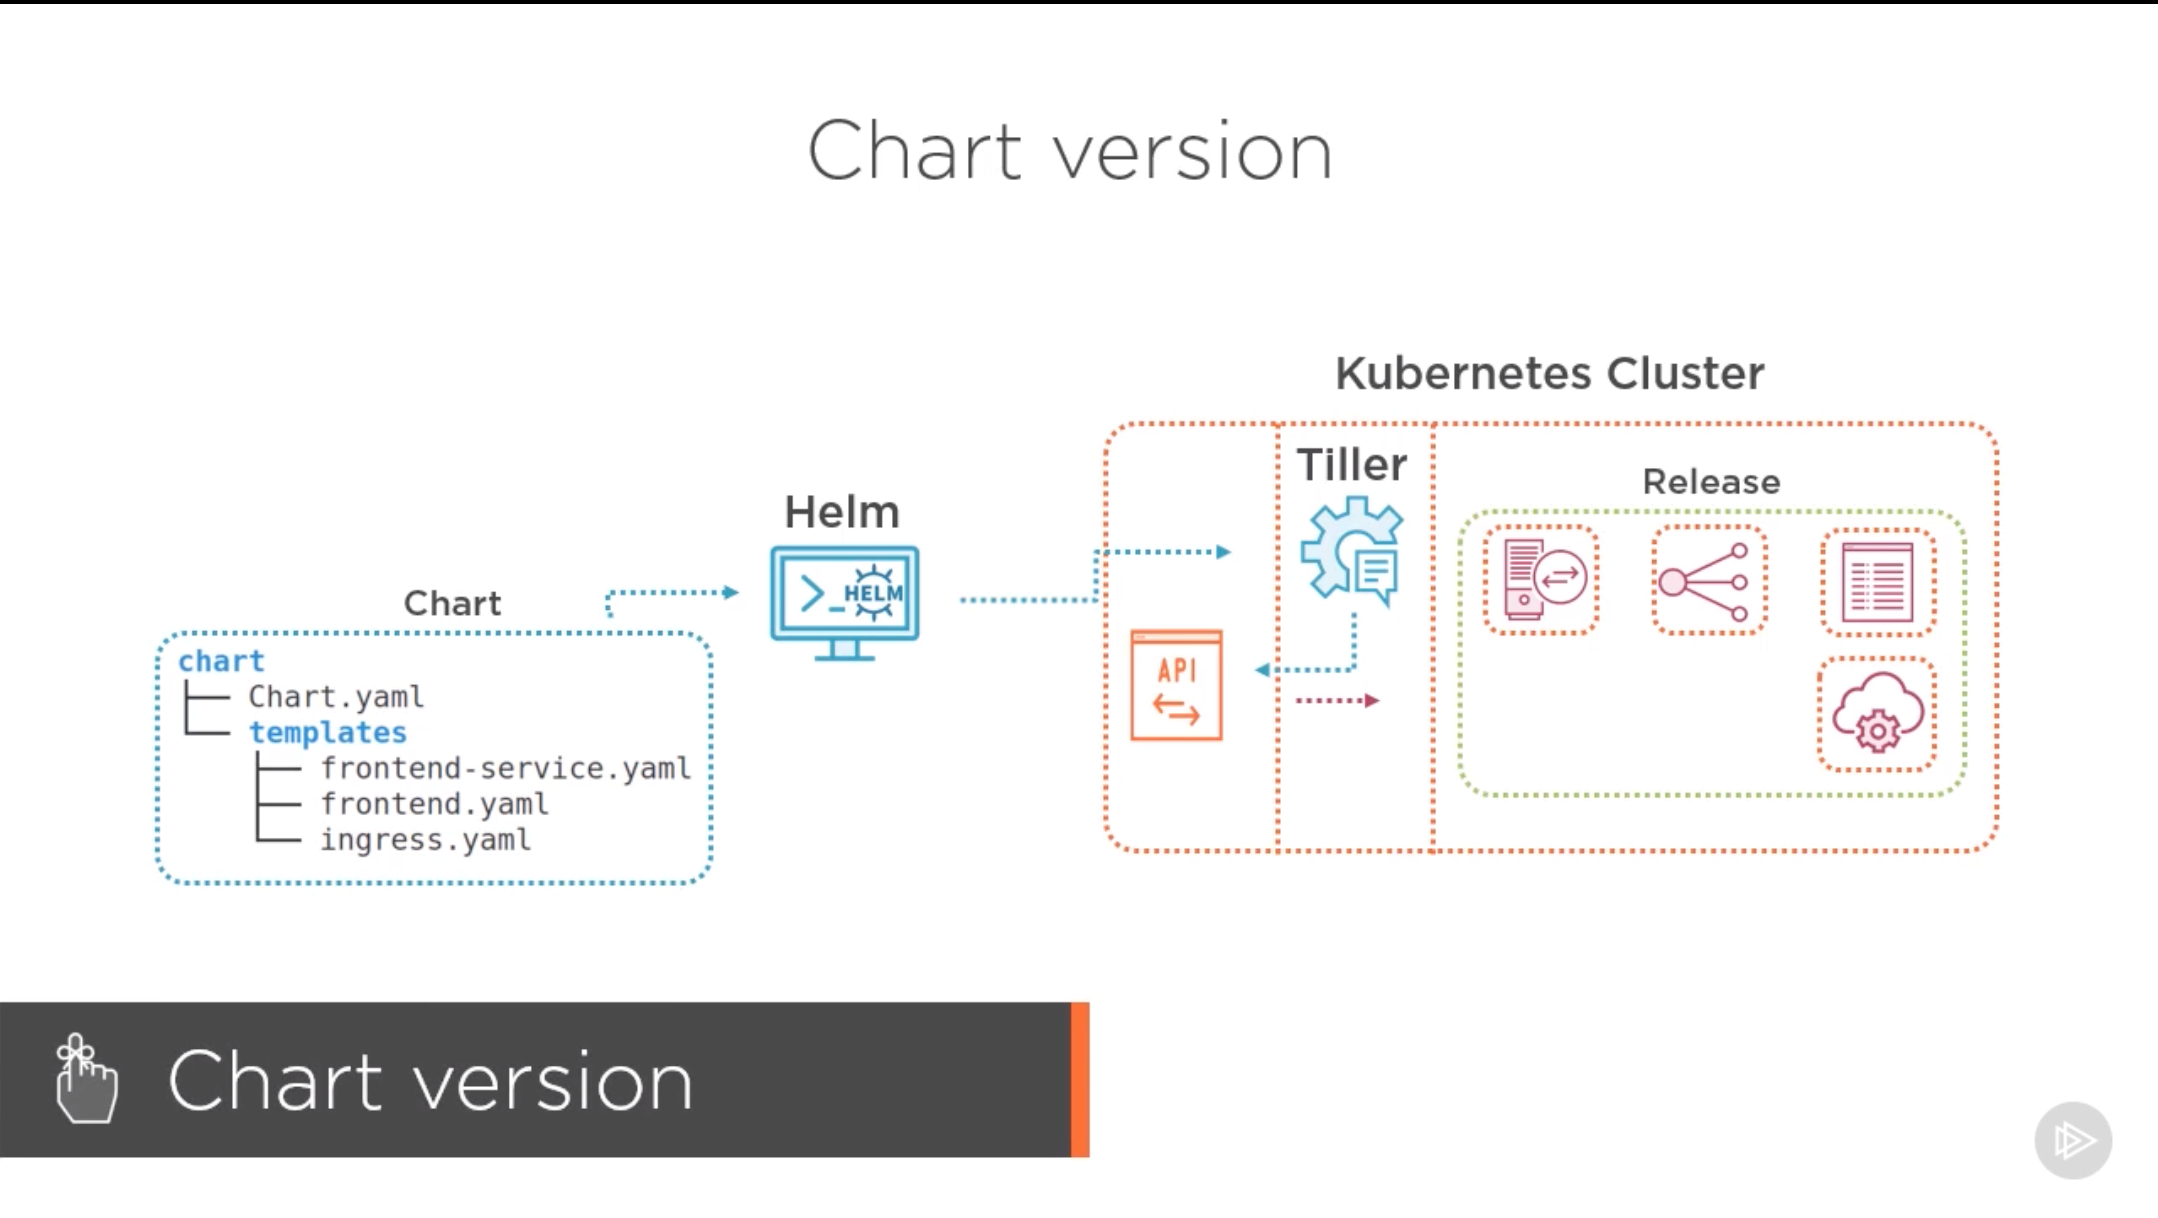 Chart version
Kubernetes Cluster
Tiller
Release
Helm
>_HELM
Chart
chart
Chart.yaml
templates
frontend-service.yaml
frontend.yaml
ingress.yaml
API
Chart version